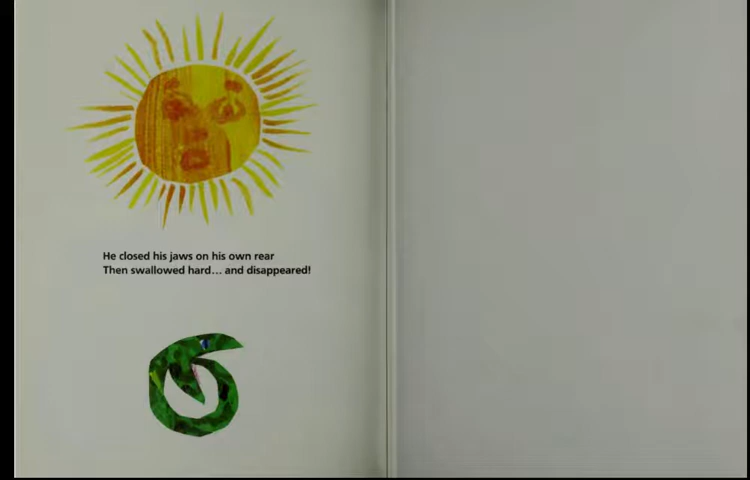 He closed his jaws on his own rear
Then swallowed hard... and disappeared!